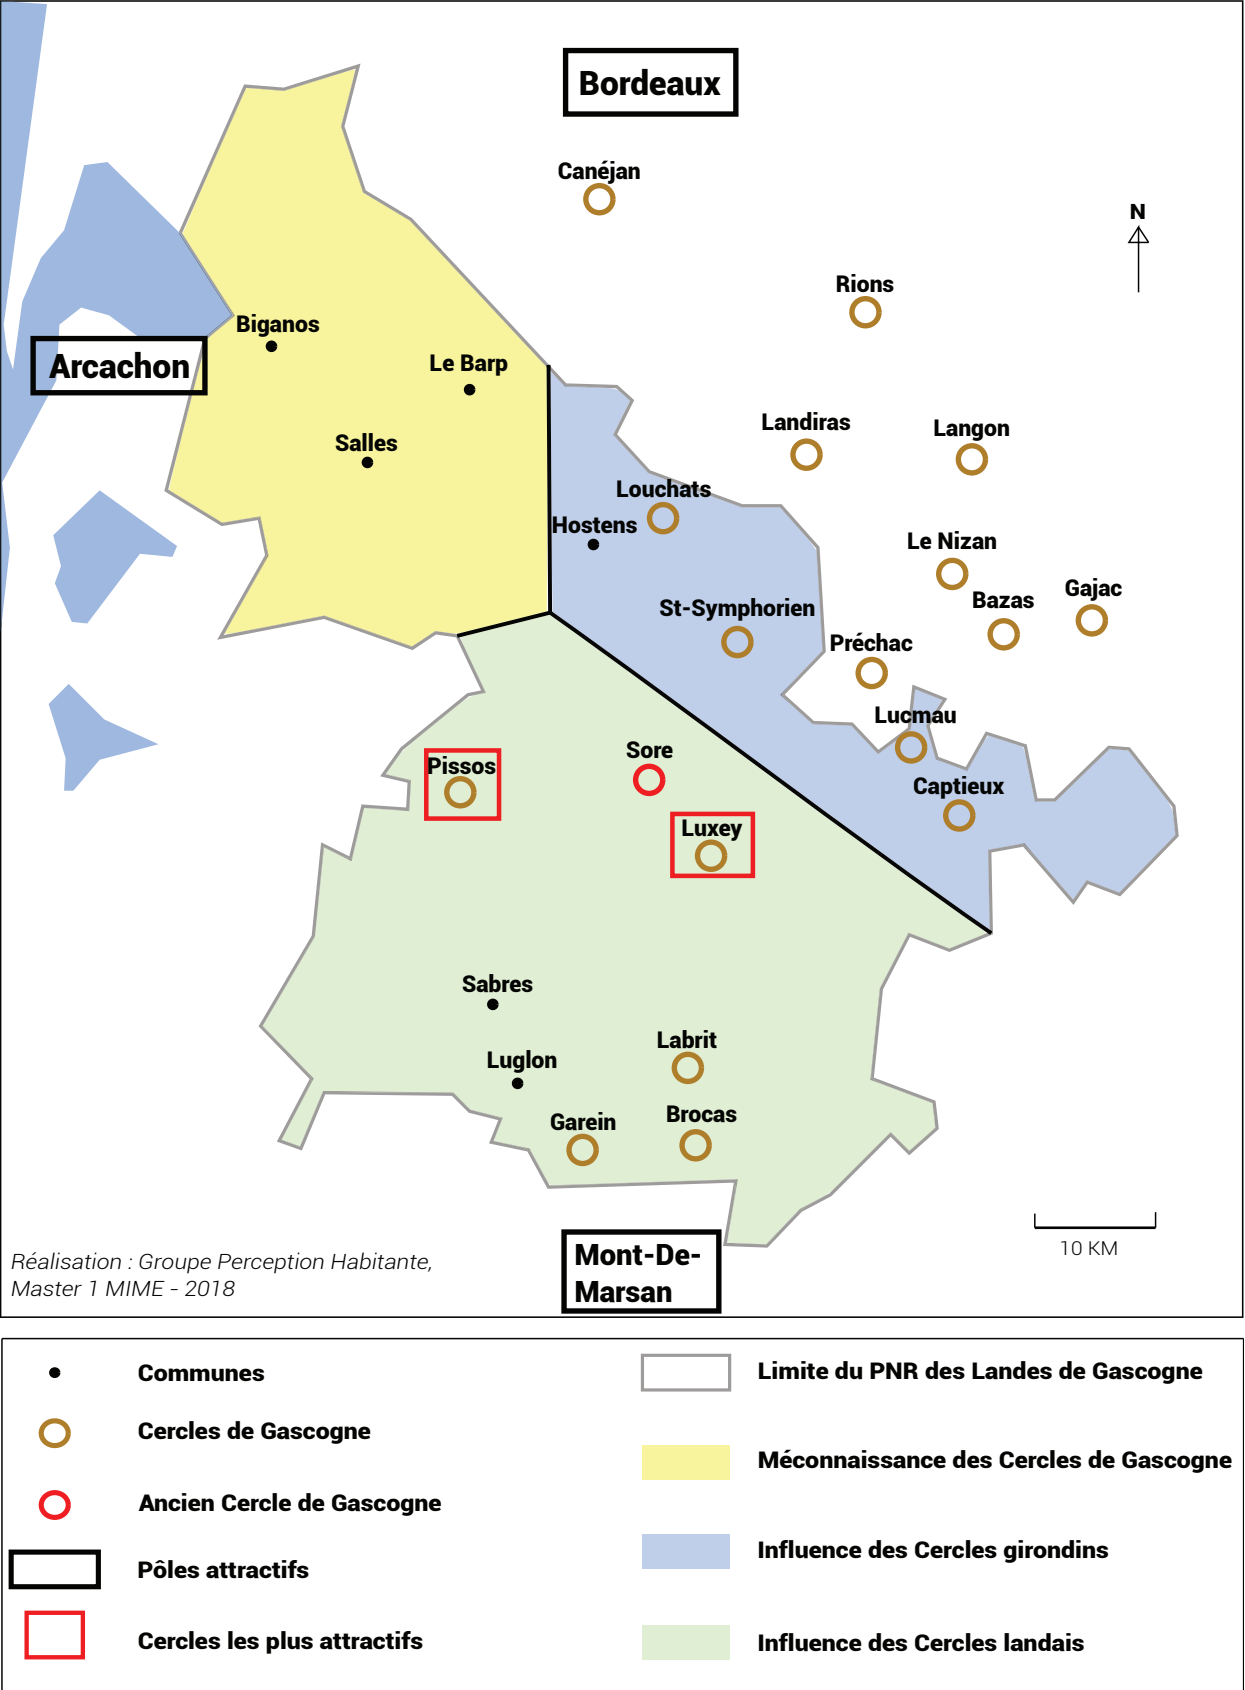 Bordeaux
Canéjan
N
Rions
Biganos
Arcachon
Le Barp
Salles
Landiras
Langon
Louchats
Hostens
Le Nizan
Bazas
Gajac
St-Symphorien
Préchac
Lucmau
Captieux
Pissos
Sore
Luxey
Sabres
Luglon
Labrit
Garein
Brocas
Mont-De-
Marsan
10 KM
Réalisation : Groupe Perception Habitante,
Master 1 MIME - 2018
Communes
Cercles de Gascogne
Ancien Cercle de Gascogne
Pôles attractifs
Cercles les plus attractifs
Limite du PNR des Landes de Gascogne
Méconnaissance des Cercles de Gascogne
Influence des Cercles girondins
Influence des Cercles landais